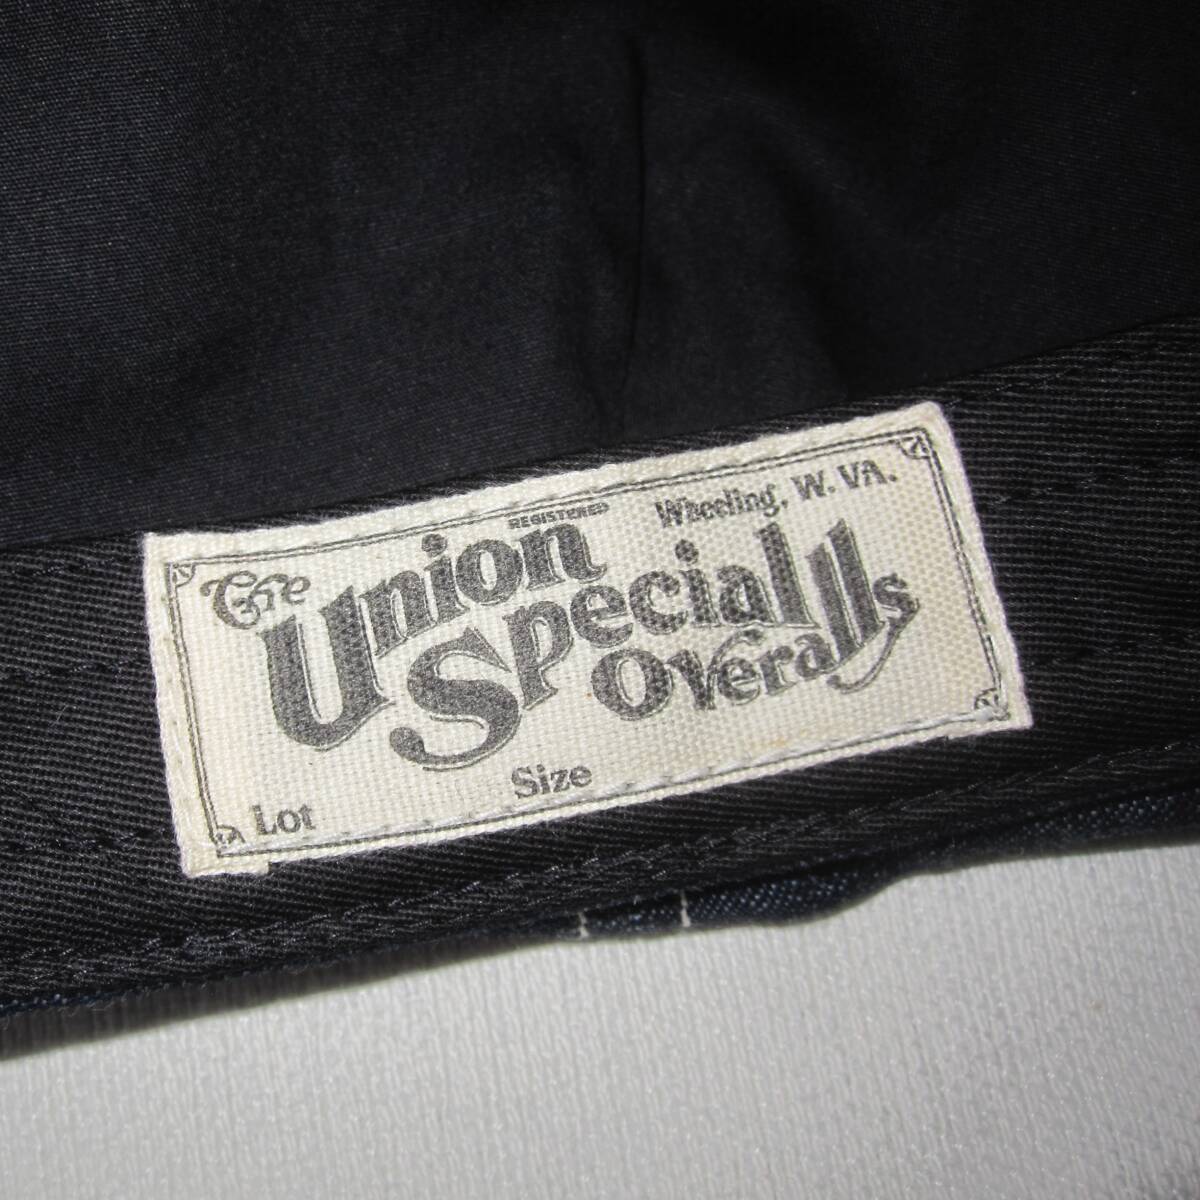 REGISTERED
Wheeling, W. VA.
The Union
Special
Overalls
Lot
Size